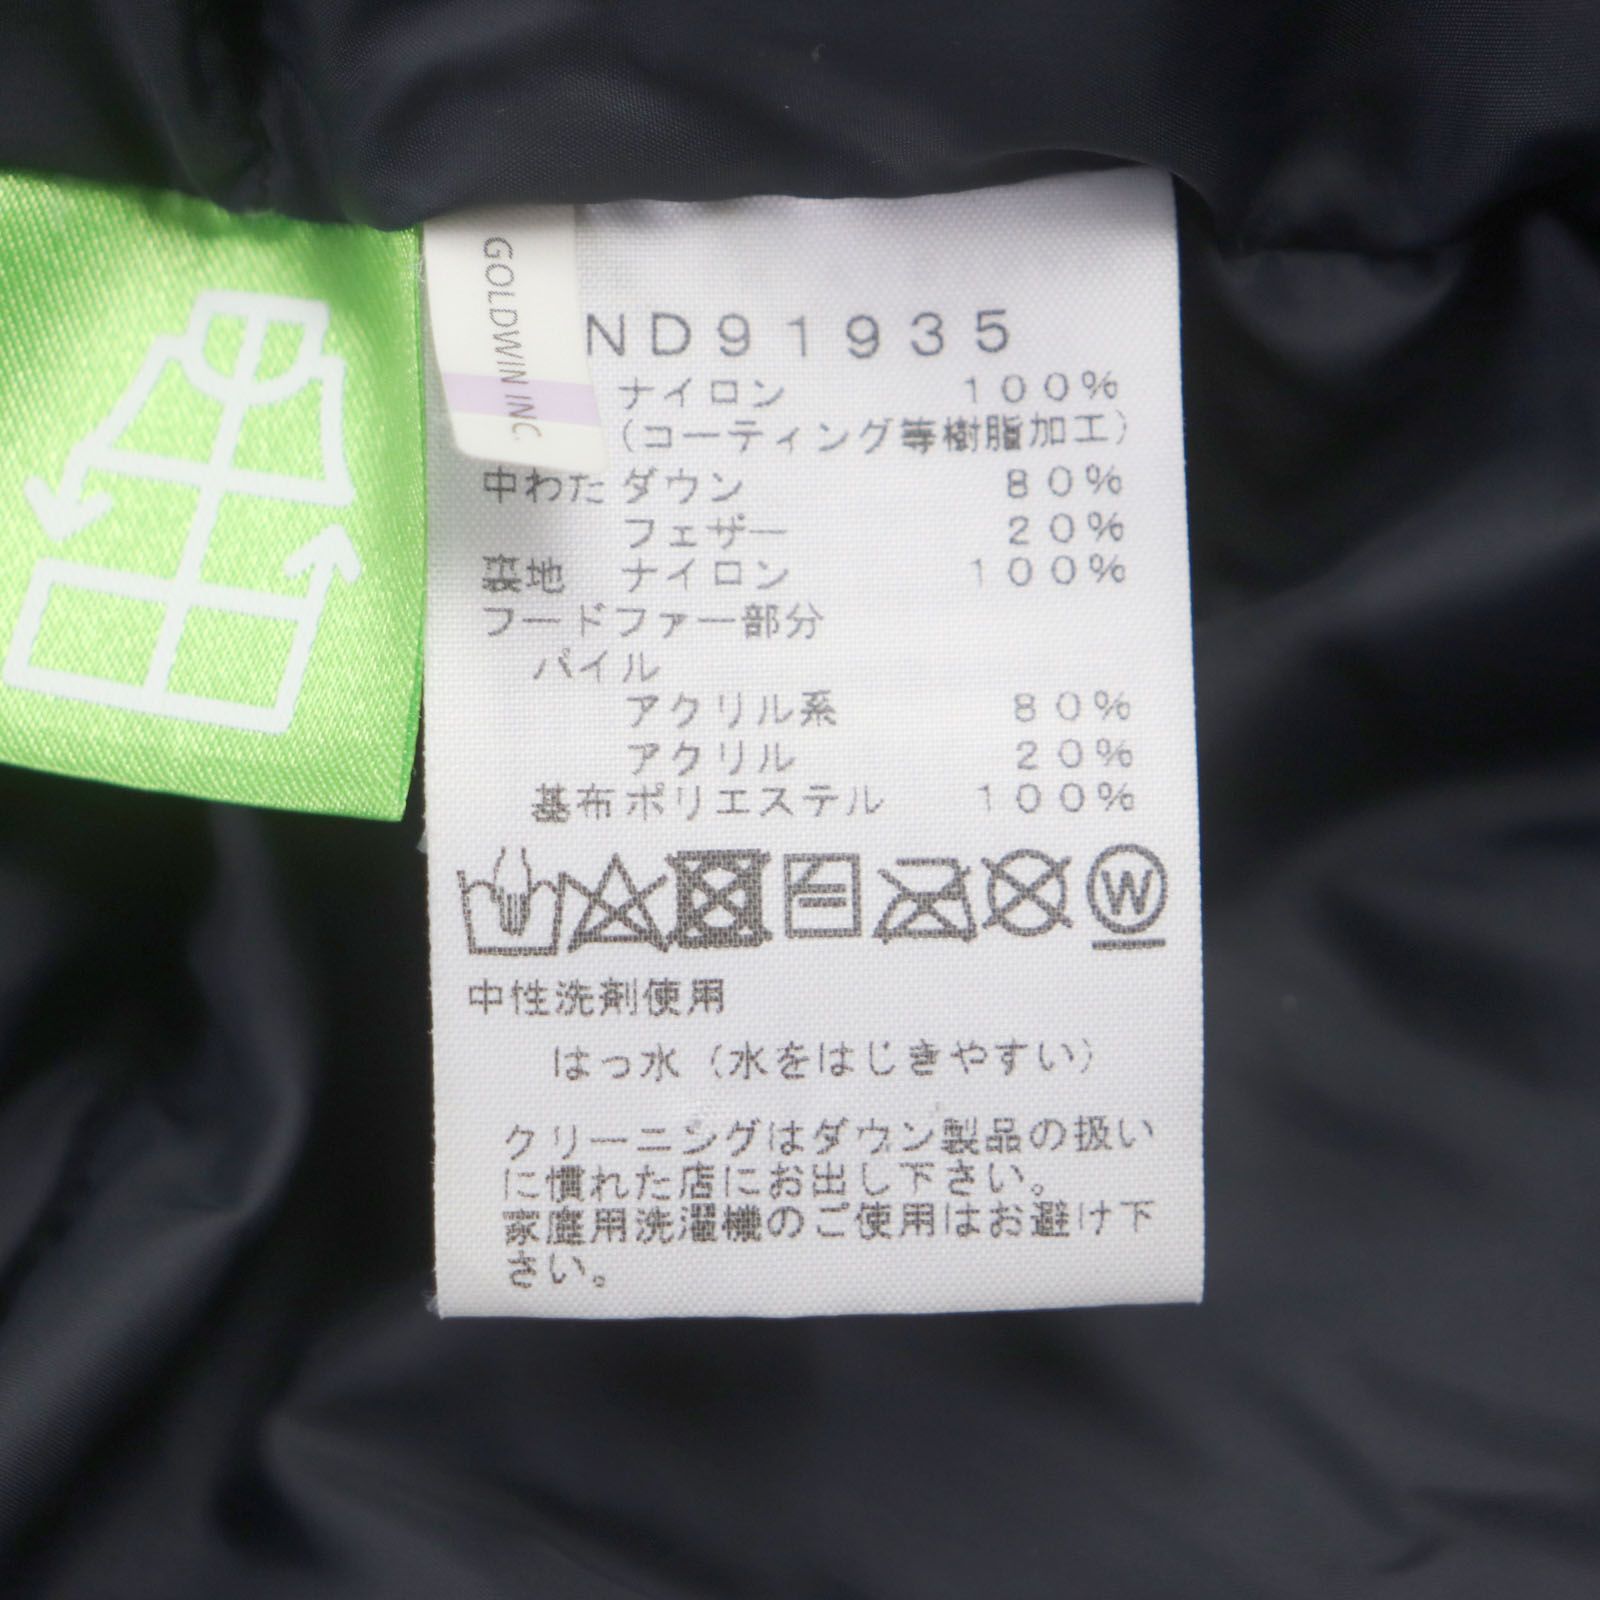 GOLDWIN INC.
ND91935
ナイロン 100%
(コーティング等樹脂加工)
中わた ダウン 80%
フェザー 20%
裏地 ナイロン 100%
フードファー部分
パイル
アクリル系 80%
アクリル 20%
基布 ポリエステル 100%
W
中性洗剤使用
はっ水 (水をはじきやすい)
クリーニングはダウン製品の扱い
に慣れた店にお出し下さい。
家庭用洗濯機のご使用はお避け下
さい。